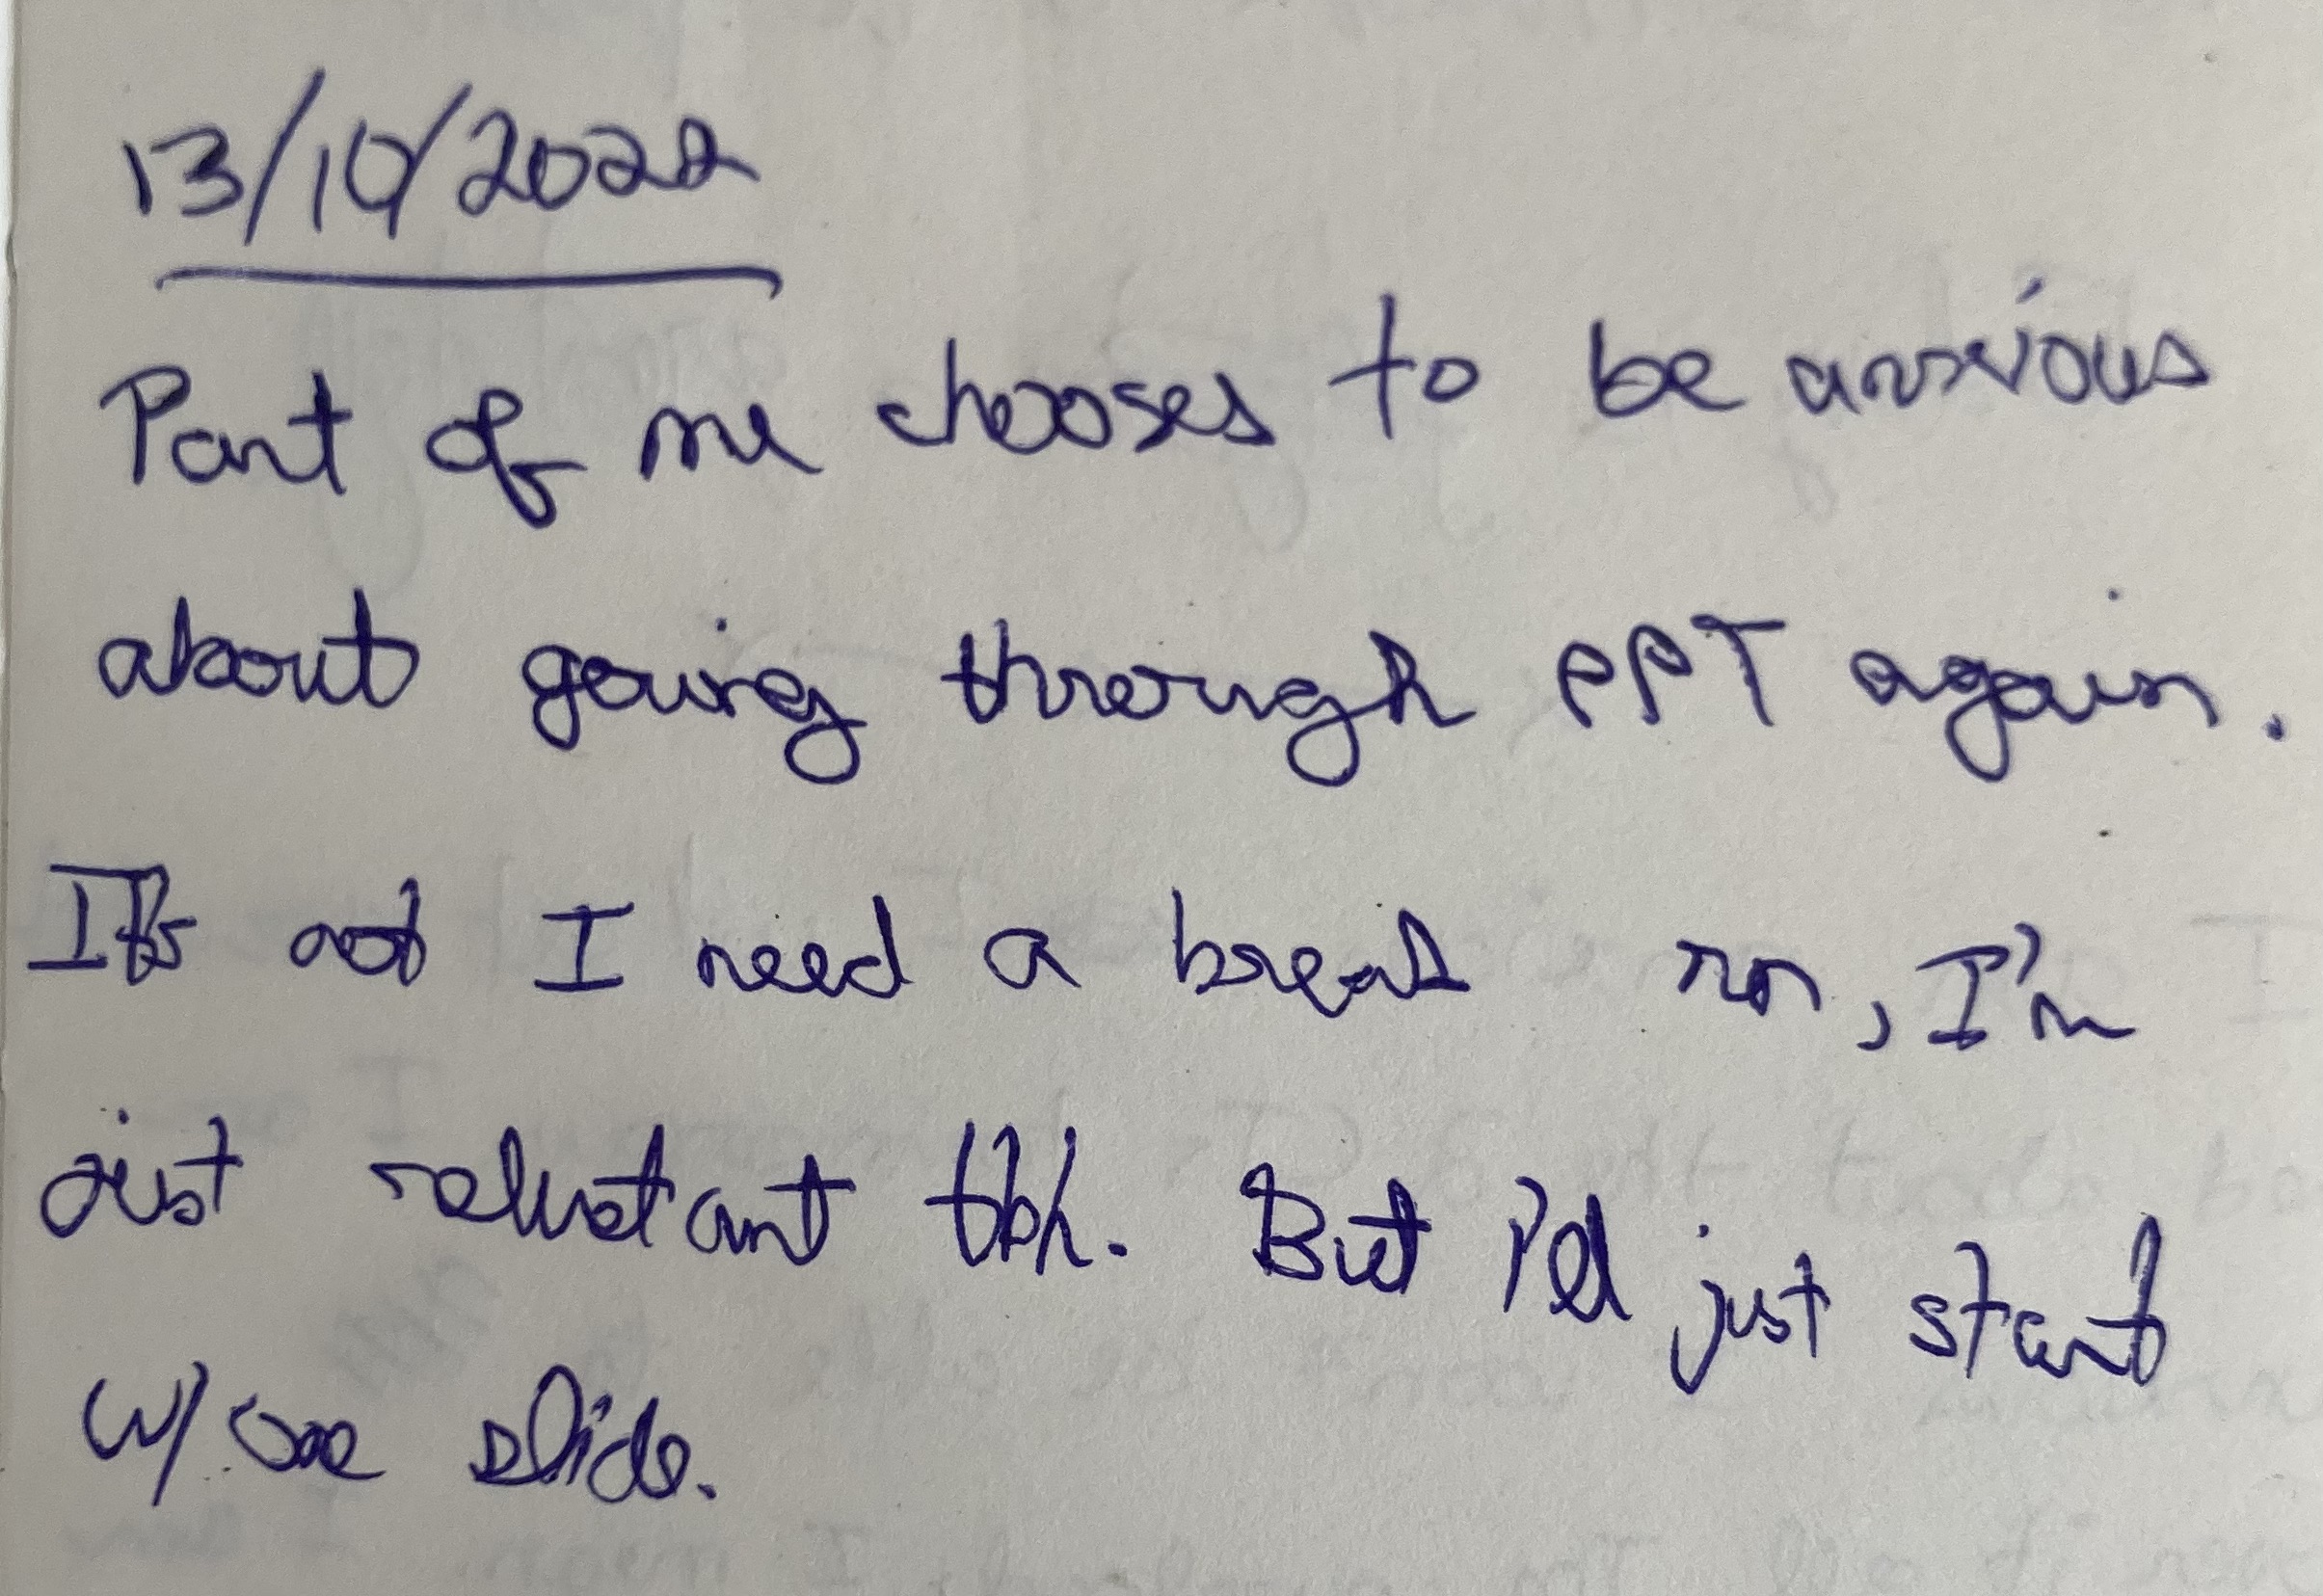 13/10/2022
Part of me chooses to be anxious
about going through PPT again.
It's not I need a break rn, I'm
just reluctant tbh. But I'd just start
w/ one slide.